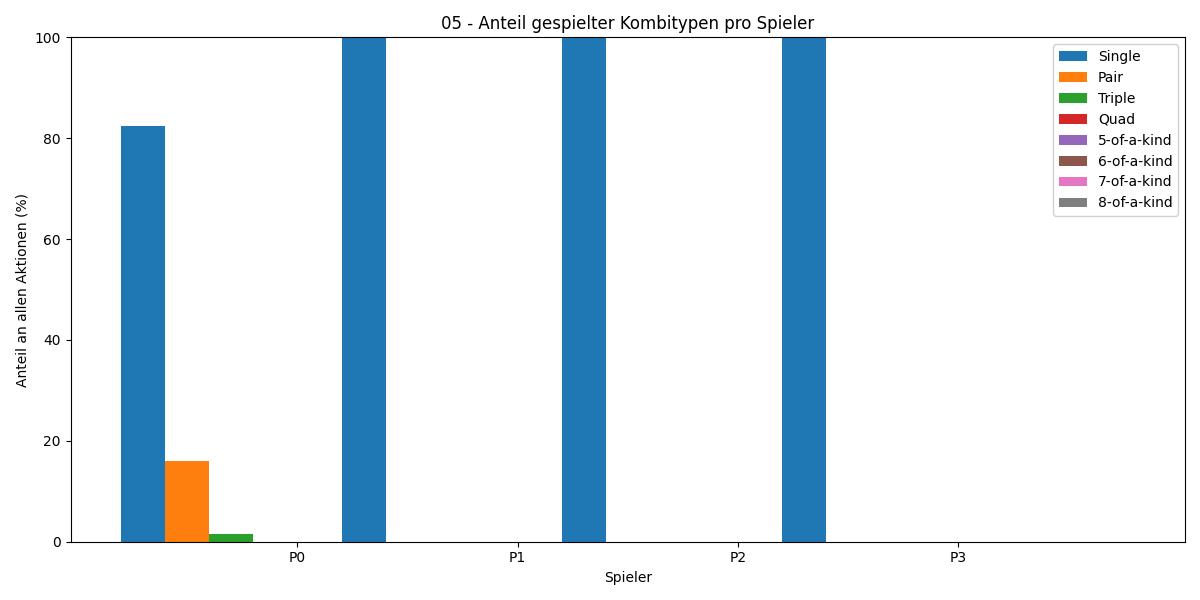 05 - Anteil gespielter Kombitypen pro Spieler
Anteil an allen Aktionen (%)
100
80
60
40
20
0
Single
Pair
Triple
Quad
5-of-a-kind
6-of-a-kind
7-of-a-kind
8-of-a-kind
P0 P1 P2 P3
Spieler